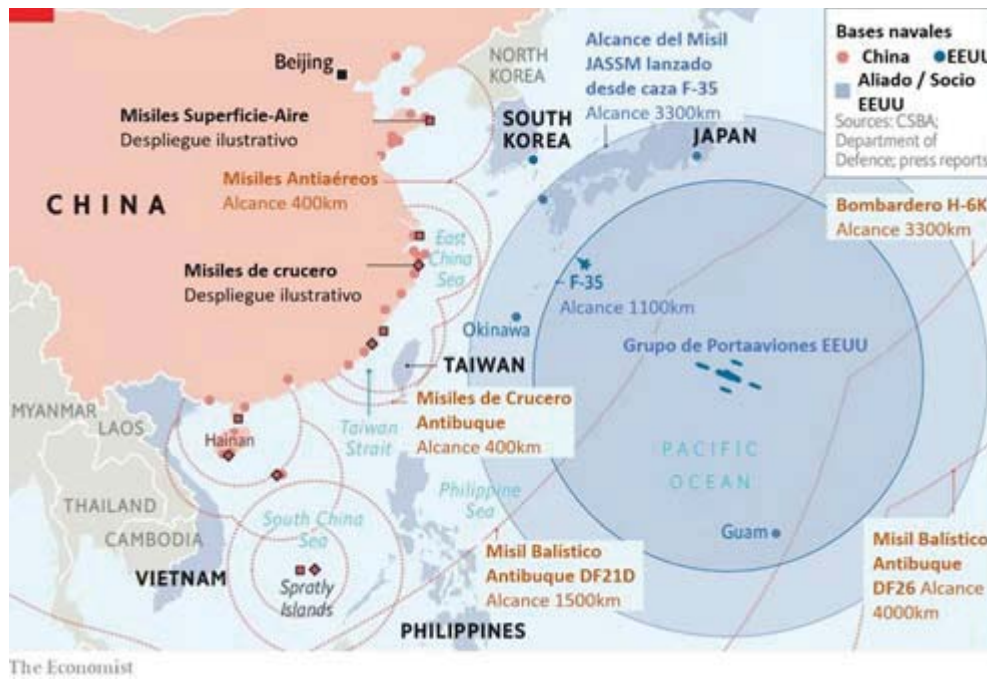 Beijing
NORTH
KOREA
Alcance del Misil
JASSM lanzado
desde caza F-35
Alcance 3300km
Bases navales
China EEUU
Aliado / Socio
EEUU
Sources: CSBA;
Department of
Defence; press reports
Misiles Superficie-Aire
Despliegue ilustrativo
SOUTH
KOREA
JAPAN
Misiles Antiaéreos
Alcance 400km
CHINA
Bombardero H-6K
Alcance 3300km
East
China
Sea
Misiles de crucero
Despliegue ilustrativo
F-35
Alcance 1100km
Okinawa
Grupo de Portaaviones EEUU
TAIWAN
MYANMAR
LAOS
Hainan
Taiwan
Strait
Misiles de Crucero
Antibuque
Alcance 400km
PACIFIC
OCEAN
THAILAND
CAMBODIA
VIETNAM
South China
Sea
Philippine
Sea
Guam
Spratly
Islands
Misil Balístico
Antibuque DF21D
Alcance 1500km
Misil Balístico
Antibuque
DF26 Alcance
4000km
PHILIPPINES
The Economist